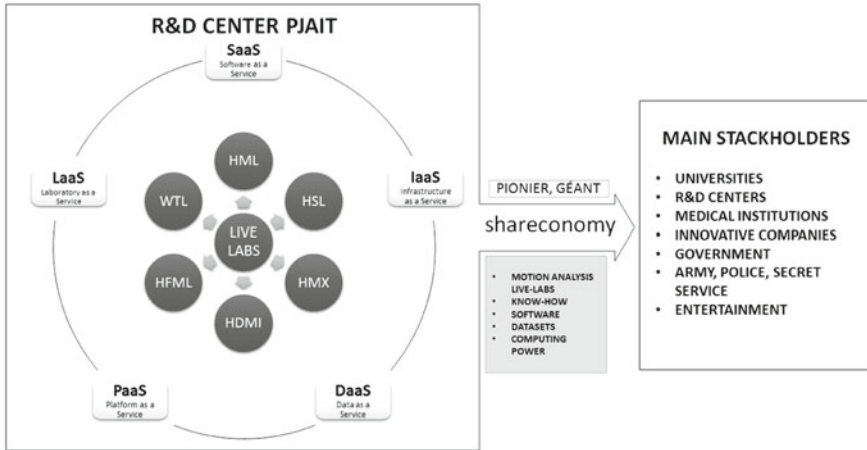 R&D CENTER PJAIT
SaaS
Software as a
Service
LaaS
Laboratory as a
Service
IaaS
Infrastructure
as a Service
PaaS
Platform as a
Service
DaaS
Data as a
Service
HML
WTL
HSL
LIVE
LABS
HFML
HMX
HDMI
PIONIER, GÉANT
shareconomy
• MOTION ANALYSIS
LIVE-LABS
• KNOW-HOW
• SOFTWARE
• DATASETS
• COMPUTING
POWER
MAIN STACKHOLDERS
• UNIVERSITIES
• R&D CENTERS
• MEDICAL INSTITUTIONS
• INNOVATIVE COMPANIES
• GOVERNMENT
• ARMY, POLICE, SECRET
SERVICE
• ENTERTAINMENT